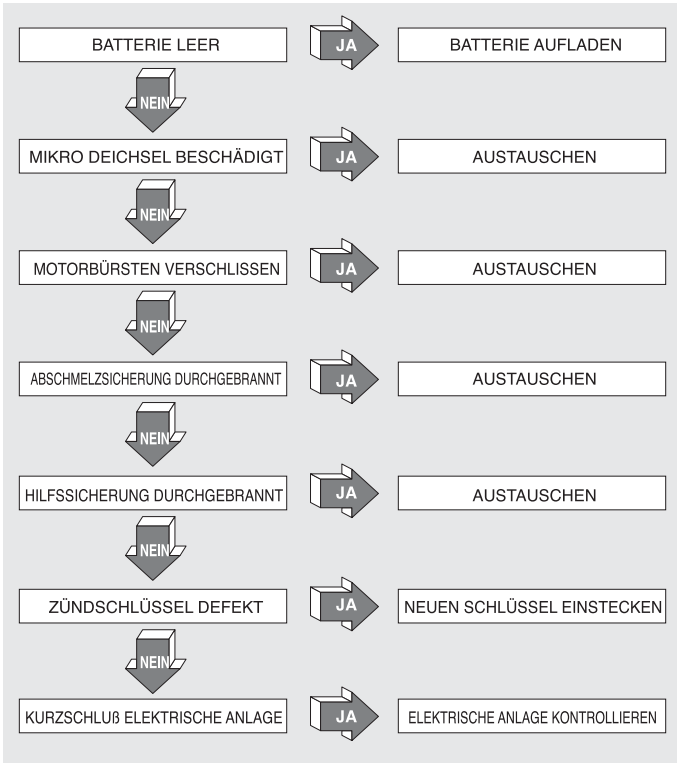 BATTERIE LEER
JA
BATTERIE AUFLADEN
NEIN
MIKRO DEICHSEL BESCHÄDIGT
JA
AUSTAUSCHEN
NEIN
MOTORBÜRSTEN VERSCHLISSEN
JA
AUSTAUSCHEN
NEIN
ABSCHMELZSICHERUNG DURCHGEBRANNT
JA
AUSTAUSCHEN
NEIN
HILFSSICHERUNG DURCHGEBRANNT
JA
AUSTAUSCHEN
NEIN
ZÜNDSCHLÜSSEL DEFEKT
JA
NEUEN SCHLÜSSEL EINSTECKEN
NEIN
KURZSCHLUß ELEKTRISCHE ANLAGE
JA
ELEKTRISCHE ANLAGE KONTROLLIEREN